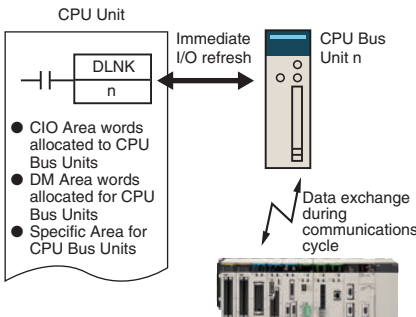 CPU Unit
Immediate
I/O refresh
CPU Bus
Unit n
DLNK
n
● CIO Area words
allocated to CPU
Bus Units
● DM Area words
allocated for CPU
Bus Units
● Specific Area for
CPU Bus Units
Data exchange
during
communications
cycle